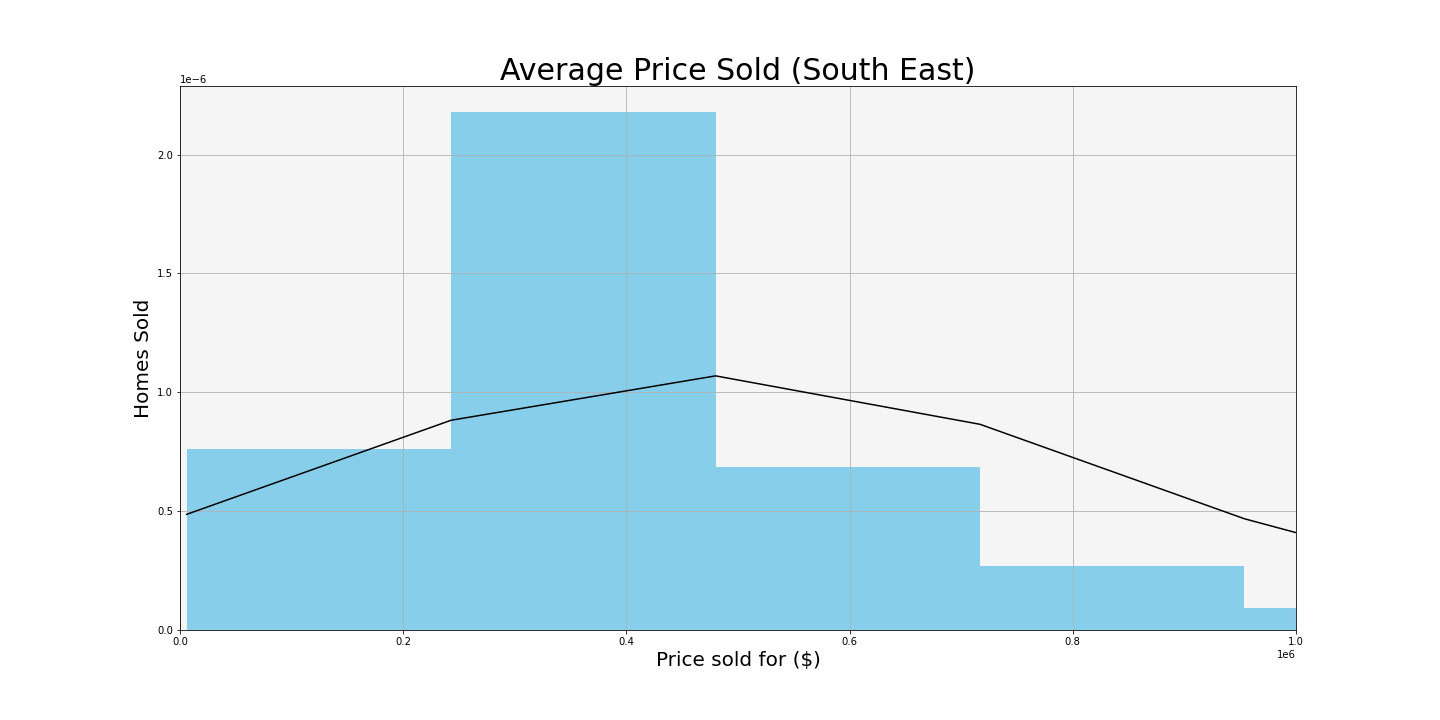 Average Price Sold (South East)
1e−6
2.0
1.5
1.0
0.5
0.0
Homes Sold
0.0 0.2 0.4 0.6 0.8 1.0
1e6
Price sold for ($)